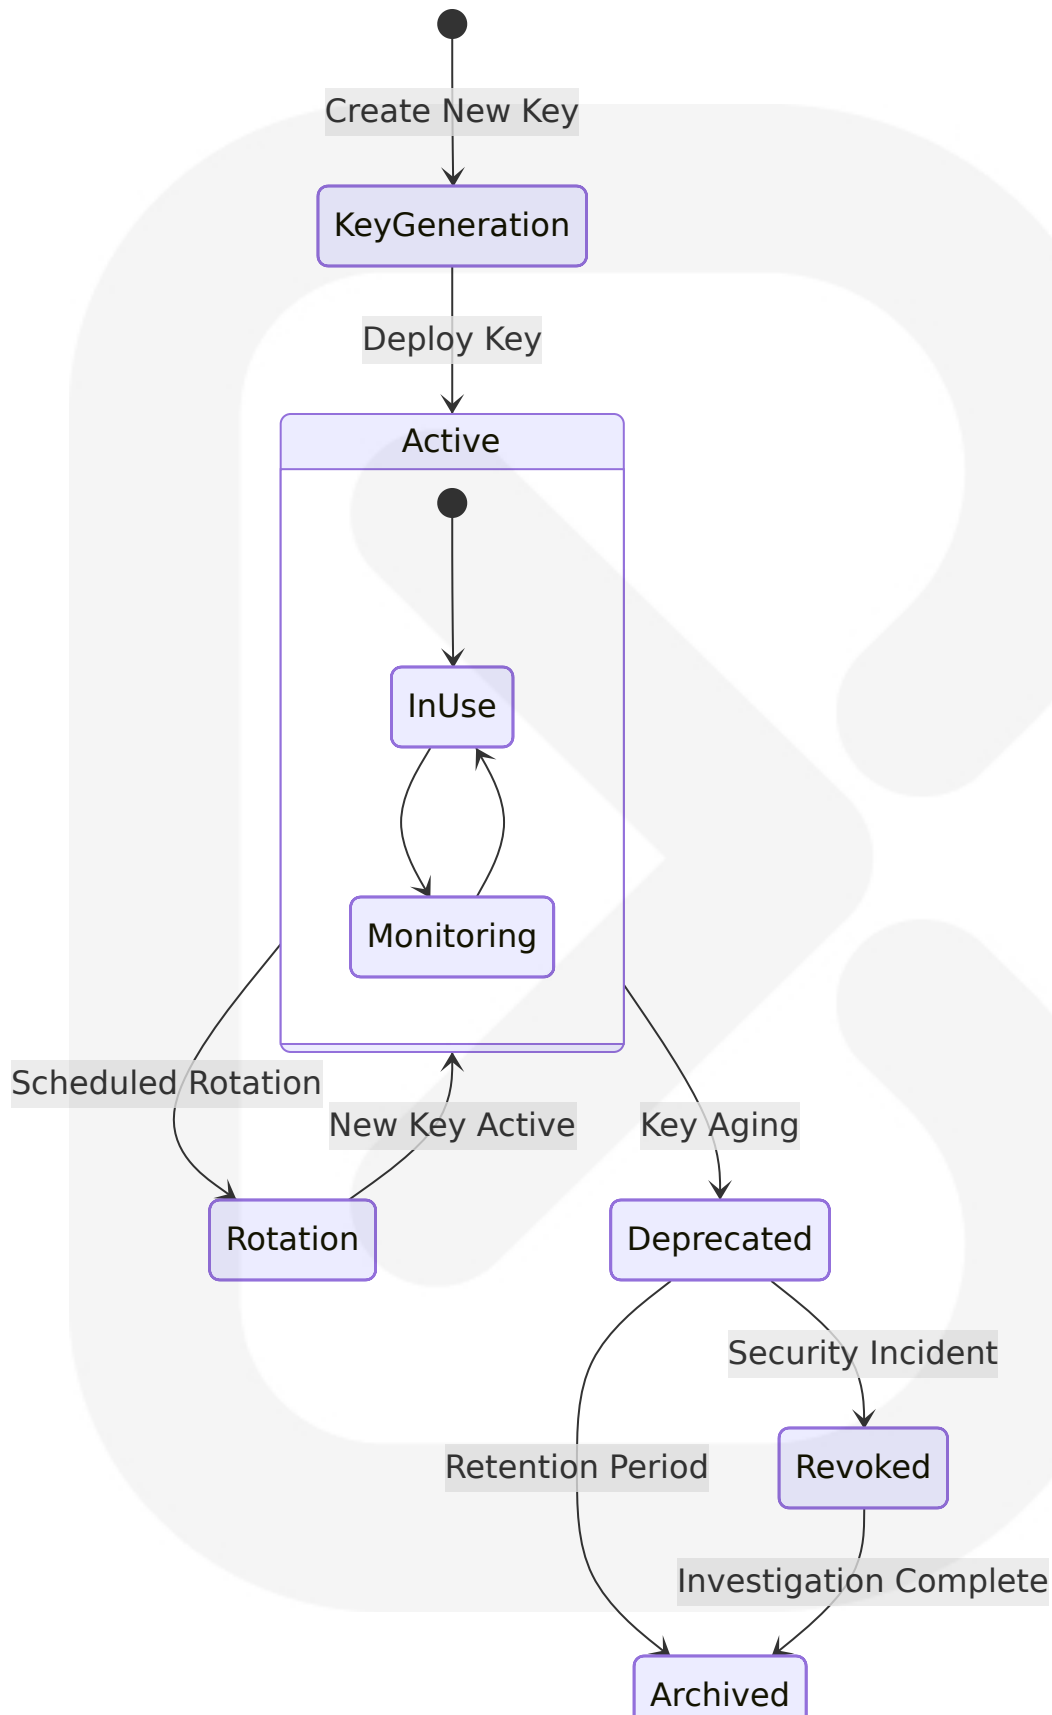 Create New Key
KeyGeneration
Deploy Key
Active
InUse
Monitoring
Scheduled Rotation
New Key Active
Key Aging
Rotation
Deprecated
Security Incident
Retention Period
Revoked
Investigation Complete
Archived